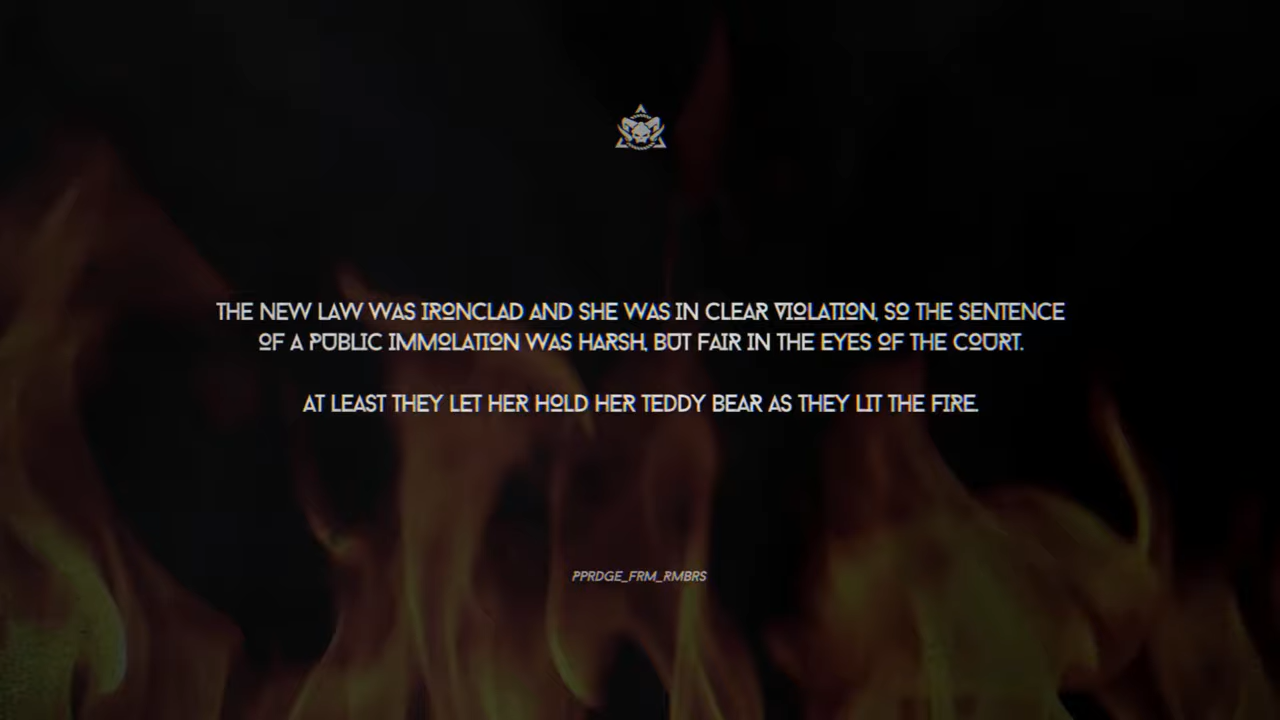 THE NEW LAW WAS IRONCLAD AND SHE WAS IN CLEAR VIOLATION, SO THE SENTENCE
OF A PUBLIC IMMOLATION WAS HARSH, BUT FAIR IN THE EYES OF THE COURT.
AT LEAST THEY LET HER HOLD HER TEDDY BEAR AS THEY LIT THE FIRE.
PPRDGE_FRM_RMBRS